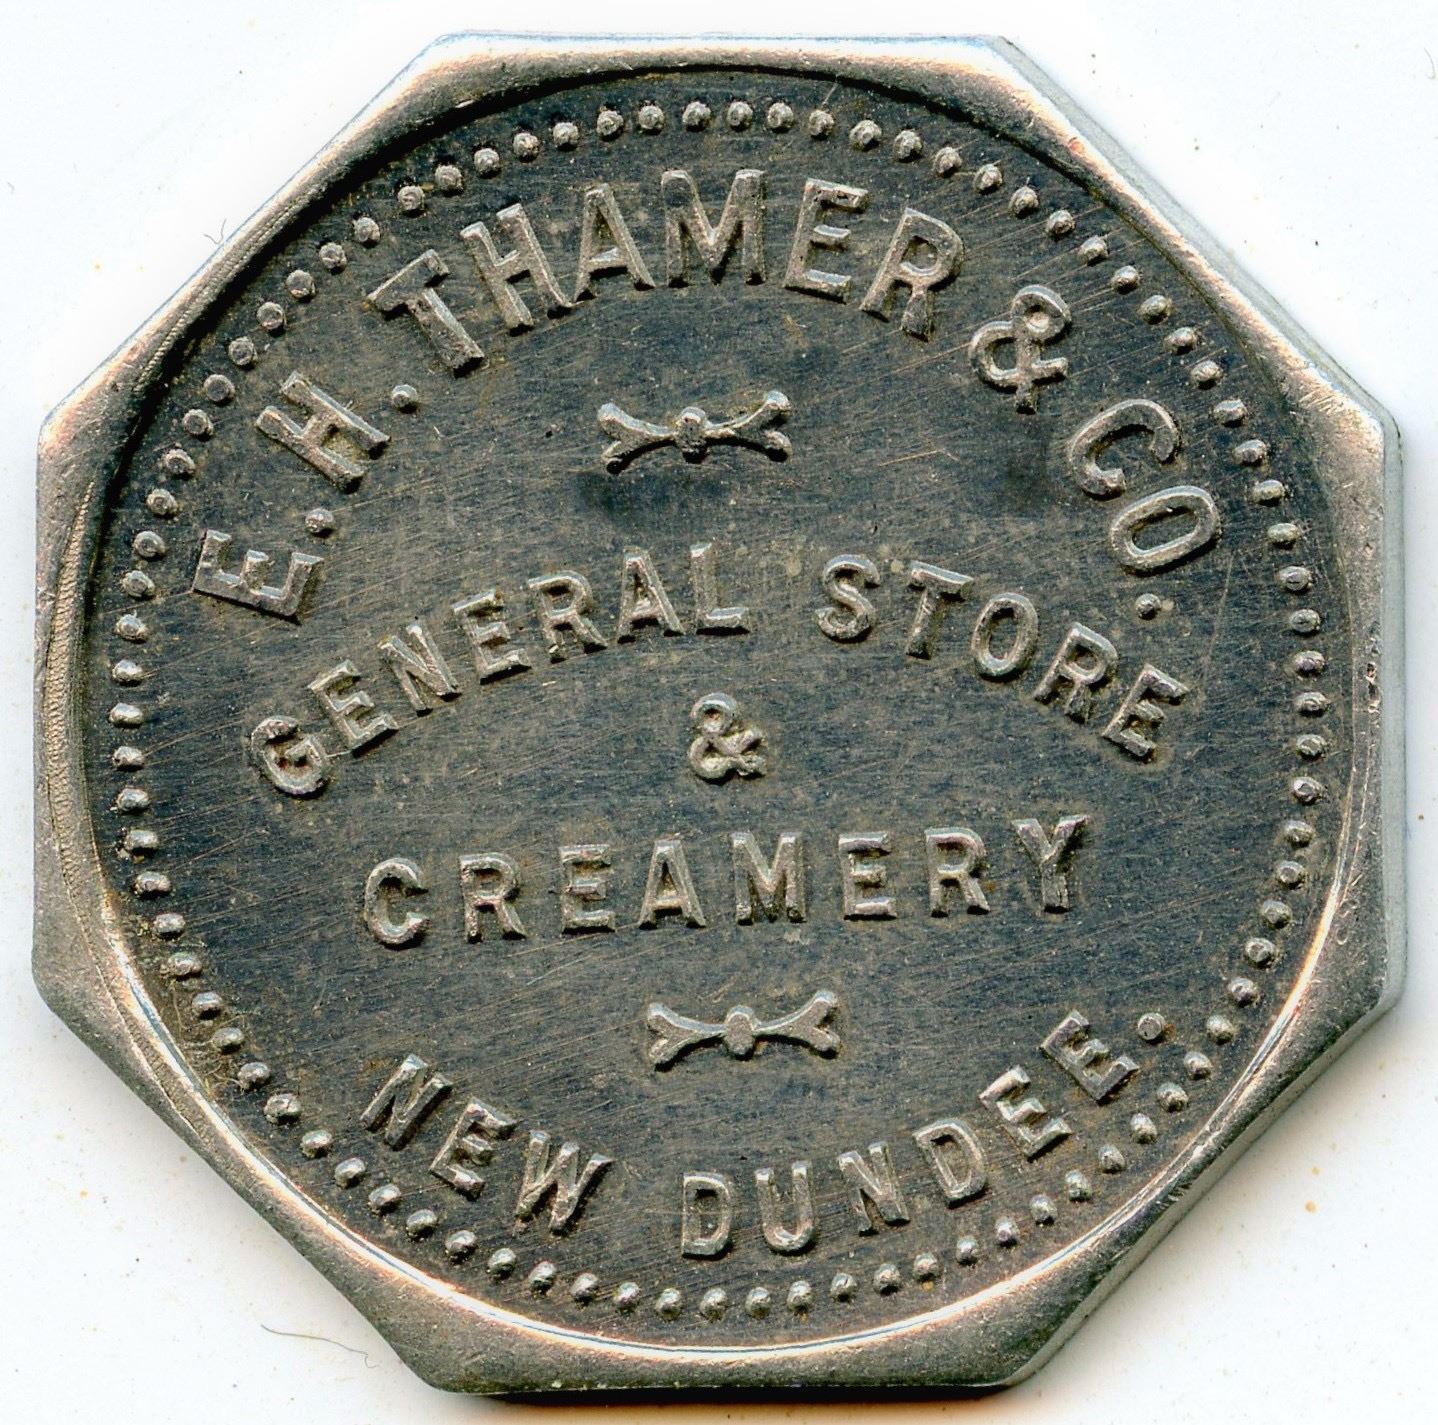 E. H. THAMER & CO.
GENERAL STORE
&
CREAMERY
NEW DUNDEE.